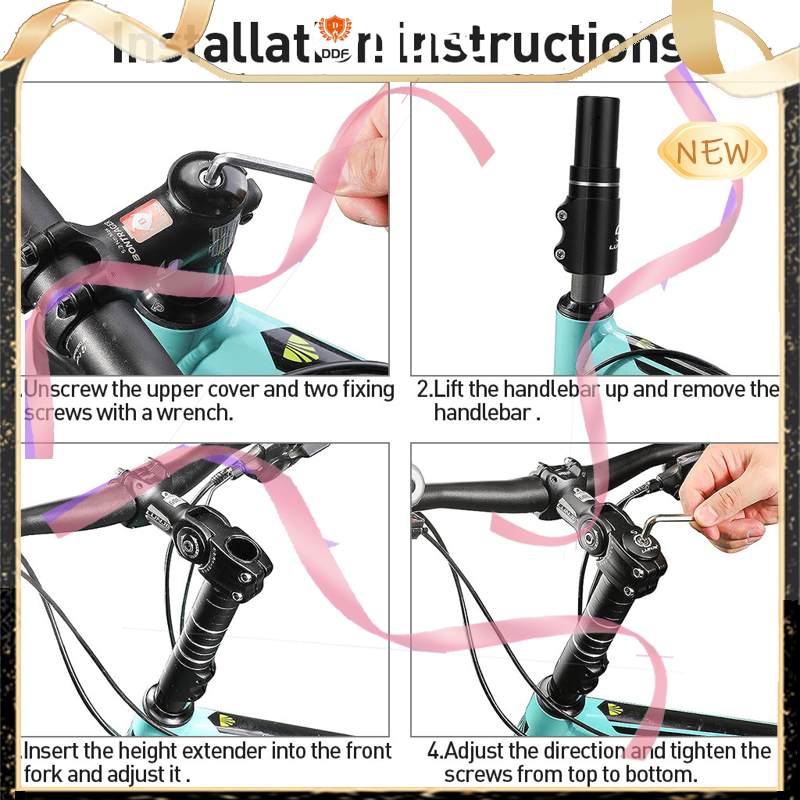 Installation instructions
DDF
NEW
BONTRAGER
.Unscrew the upper cover and two fixing
screws with a wrench.
2.Lift the handlebar up and remove the
handlebar .
.Insert the height extender into the front
fork and adjust it .
4.Adjust the direction and tighten the
screws from top to bottom.